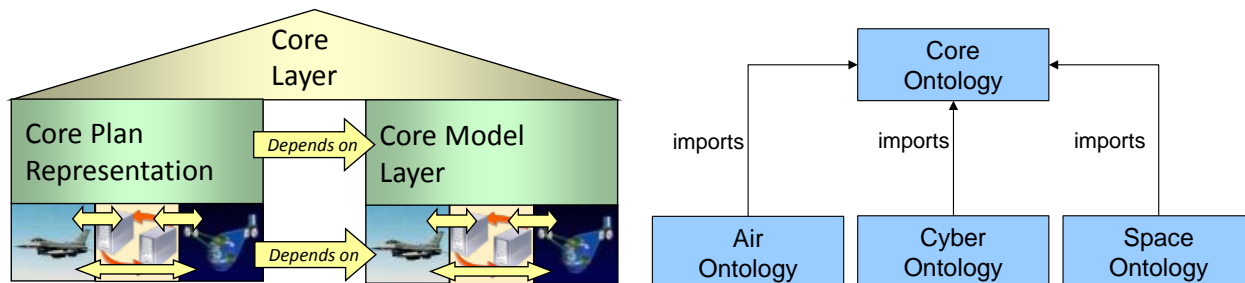 Core
Layer
Core Plan
Representation
Depends on
Core Model
Layer
Depends on
Core
Ontology
imports
imports
imports
Air
Ontology
Cyber
Ontology
Space
Ontology